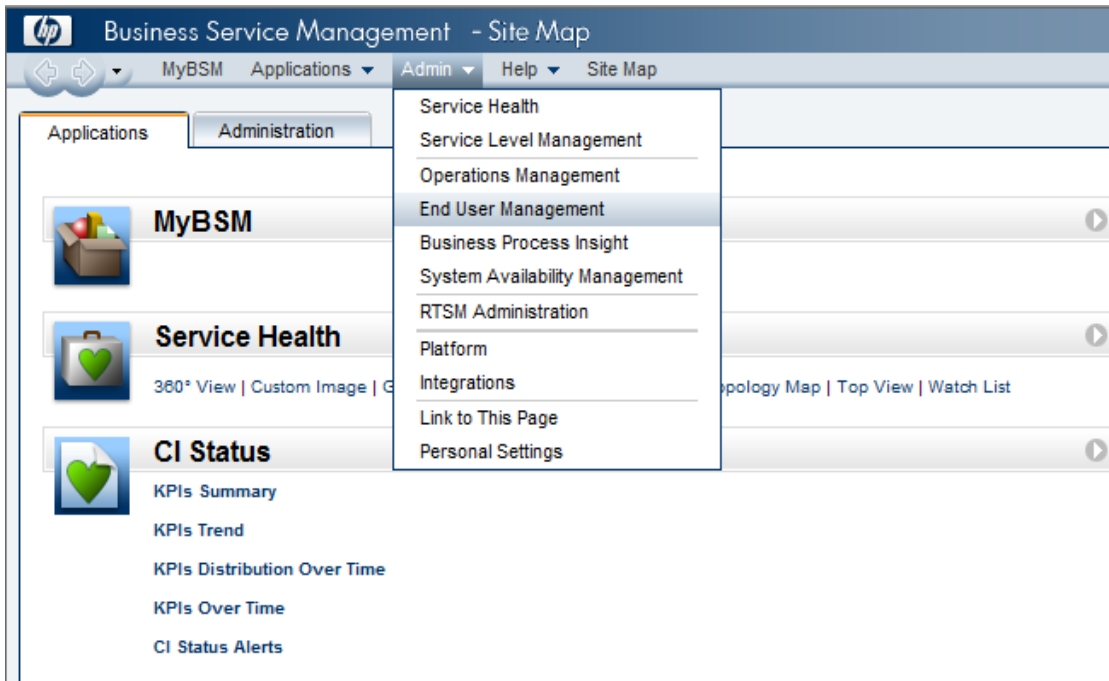 hp Business Service Management - Site Map
MyBSM Applications Admin Help Site Map
Applications Administration
Service Health
Service Level Management
Operations Management
End User Management
Business Process Insight
System Availability Management
RTSM Administration
Platform
Integrations
Link to This Page
Personal Settings
MyBSM
Service Health
360° View | Custom Image | Topology Map | Top View | Watch List
CI Status
KPIs Summary
KPIs Trend
KPIs Distribution Over Time
KPIs Over Time
CI Status Alerts